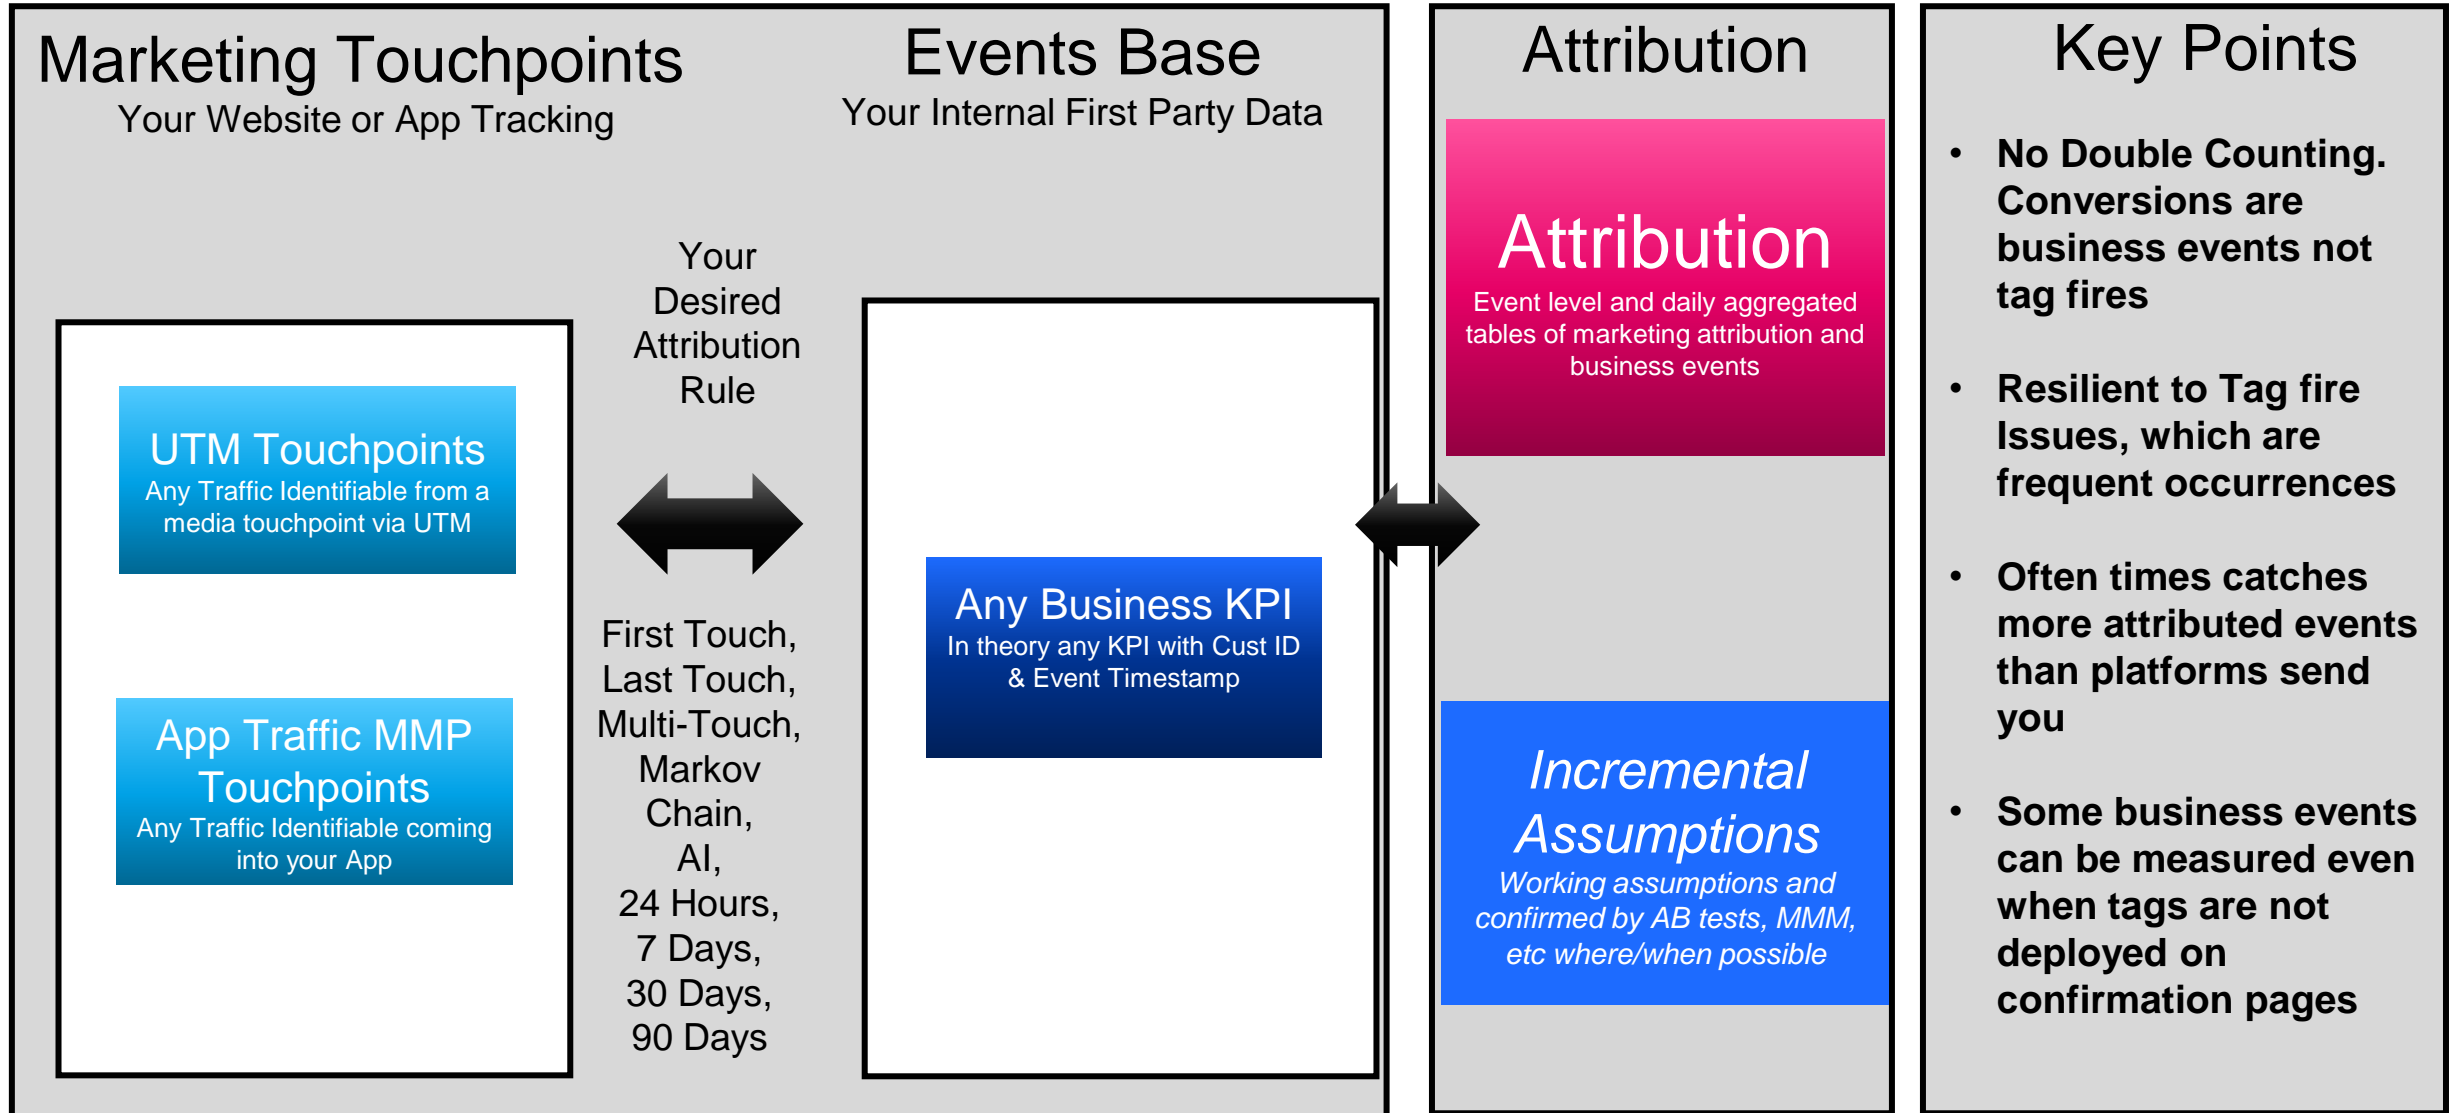 Marketing Touchpoints
Your Website or App Tracking
Events Base
Your Internal First Party Data
UTM Touchpoints
Any Traffic Identifiable from a
media touchpoint via UTM
App Traffic MMP
Touchpoints
Any Traffic Identifiable coming
into your App
Your
Desired
Attribution
Rule
First Touch,
Last Touch,
Multi-Touch,
Markov
Chain,
AI,
24 Hours,
7 Days,
30 Days,
90 Days
Any Business KPI
In theory any KPI with Cust ID
& Event Timestamp
Attribution
Attribution
Event level and daily aggregated
tables of marketing attribution and
business events
Incremental
Assumptions
Working assumptions and
confirmed by AB tests, MMM,
etc where/when possible
Key Points
• No Double Counting.
Conversions are
business events not
tag fires
• Resilient to Tag fire
Issues, which are
frequent occurrences
• Often times catches
more attributed events
than platforms send
you
• Some business events
can be measured even
when tags are not
deployed on
confirmation pages